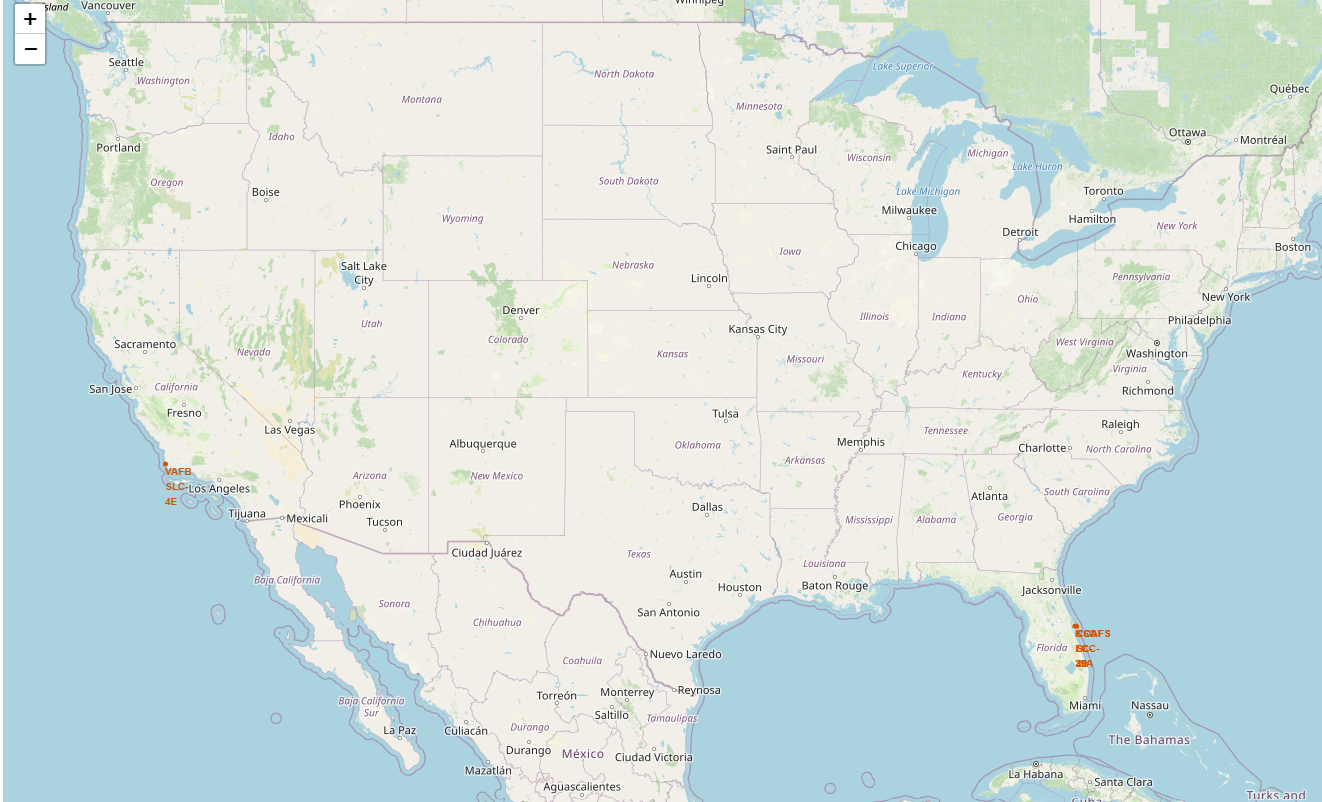 +
−
Vancouver
Winnipeg
Seattle
Washington
North Dakota
Lake Superior
Montana
Minnesota
Québec
Ottawa
Montréal
Portland
Idaho
Saint Paul
Wisconsin
Michigan
Lake Huron
Oregon
Boise
South Dakota
Lake Michigan
Toronto
Wyoming
Milwaukee
Hamilton
New York
Detroit
Chicago
Boston
Iowa
Salt Lake
City
Nebraska
Lincoln
Pennsylvania
New York
Ohio
Denver
Utah
Illinois
Indiana
Philadelphia
Kansas City
Colorado
Sacramento
Nevada
Kansas
Missouri
West Virginia
Washington
Virginia
Kentucky
San Jose
California
Richmond
Fresno
Tulsa
Las Vegas
Tennessee
Raleigh
Albuquerque
Oklahoma
Memphis
Charlotte
North Carolina
Arkansas
VAFB
SLC-
4E
Los Angeles
Arizona
New Mexico
South Carolina
Atlanta
Phoenix
Dallas
Tijuana
Mexicali
Tucson
Mississippi
Alabama
Georgia
Ciudad Juárez
Texas
Louisiana
Baja California
Austin
Houston
Baton Rouge
Jacksonville
Sonora
San Antonio
Chihuahua
Florida
Nuevo Laredo
Coahuila
Reynosa
Torreón
Monterrey
Baja California
Sur
Saltillo
Tamaulipas
Miami
Nassau
La Paz
Culiacán
Durango
The Bahamas
Durango
México
Ciudad Victoria
Mazatlán
La Habana
Santa Clara
Aguascalientes
Turks and